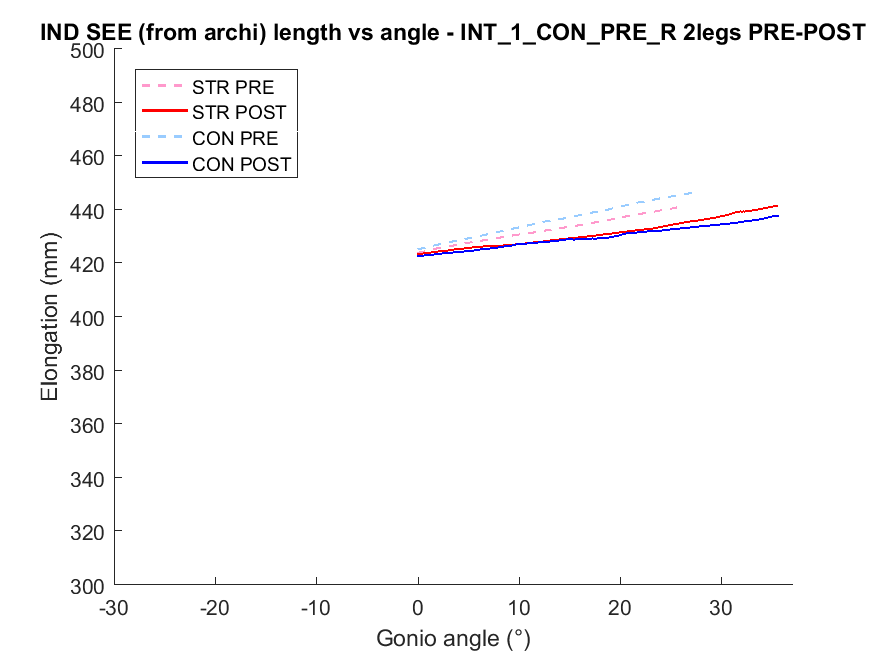 IND SEE (from archi) length vs angle - INT_1_CON_PRE_R 2legs PRE-POST
500
480
460
440
420
400
380
360
340
320
300
Elongation (mm)
STR PRE
STR POST
CON PRE
CON POST
-30
-20
-10
0
10
20
30
Gonio angle (°)